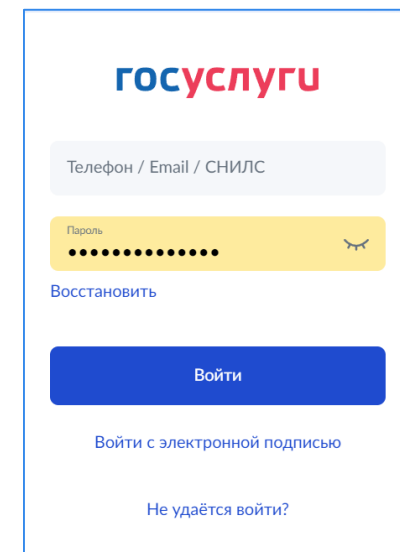 госуслуги
Телефон / Email / СНИЛС
Пароль
••••••••••••••
Восстановить
Войти
Войти с электронной подписью
Не удаётся войти?